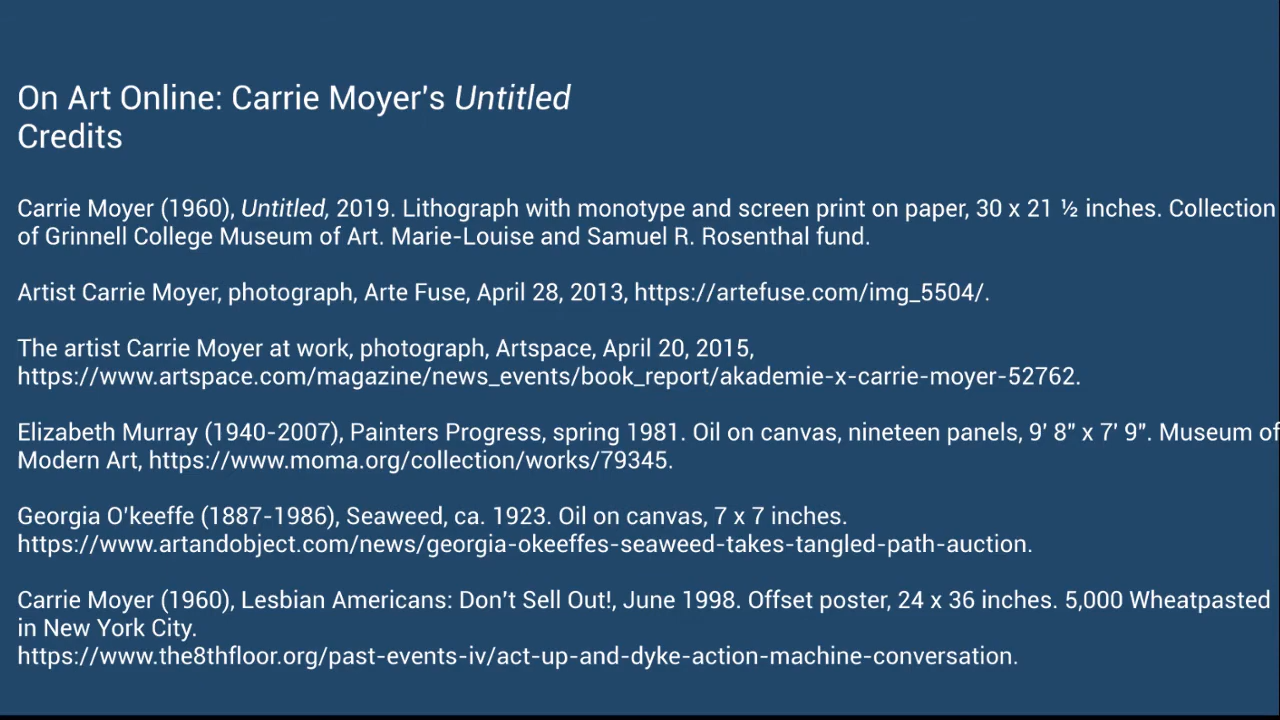 On Art Online: Carrie Moyer's Untitled
Credits
Carrie Moyer (1960), Untitled, 2019. Lithograph with monotype and screen print on paper, 30 x 21 ½ inches. Collection
of Grinnell College Museum of Art. Marie-Louise and Samuel R. Rosenthal fund.
Artist Carrie Moyer, photograph, Arte Fuse, April 28, 2013, https://artefuse.com/img_5504/.
The artist Carrie Moyer at work, photograph, Artspace, April 20, 2015,
https://www.artspace.com/magazine/news_events/book_report/akademie-x-carrie-moyer-52762.
Elizabeth Murray (1940-2007), Painters Progress, spring 1981. Oil on canvas, nineteen panels, 9' 8" x 7' 9". Museum of
Modern Art, https://www.moma.org/collection/works/79345.
Georgia O'keeffe (1887-1986), Seaweed, ca. 1923. Oil on canvas, 7 x 7 inches.
https://www.artandobject.com/news/georgia-okeeffes-seaweed-takes-tangled-path-auction.
Carrie Moyer (1960), Lesbian Americans: Don't Sell Out!, June 1998. Offset poster, 24 x 36 inches. 5,000 Wheatpasted
in New York City.
https://www.the8thfloor.org/past-events-iv/act-up-and-dyke-action-machine-conversation.